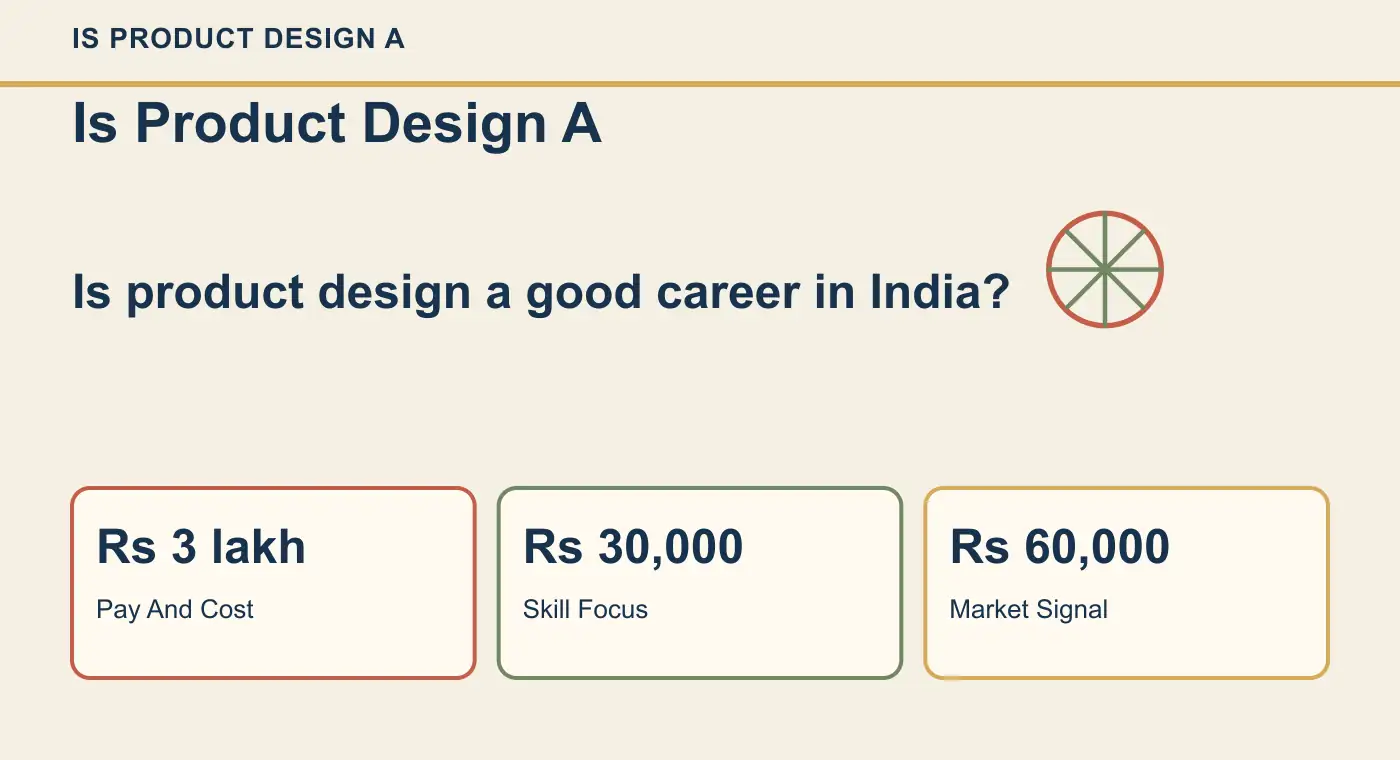 IS PRODUCT DESIGN A
Is Product Design A
Is product design a good career in India?
Rs 3 lakh
Pay And Cost
Rs 30,000
Skill Focus
Rs 60,000
Market Signal